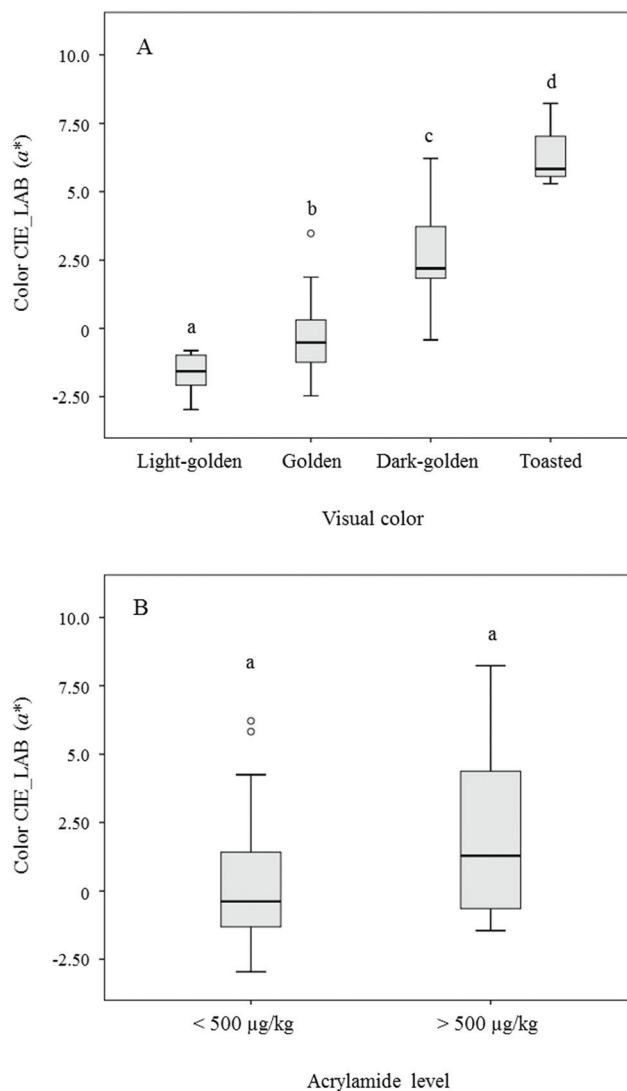 A
10.0
7.50
5.0
2.50
0
-2.50
Color CIE_LAB (a*)
a
b
c
d
Light-golden Golden Dark-golden Toasted
Visual color
B
10.0
7.50
5.0
2.50
0
-2.50
Color CIE_LAB (a*)
a
a
< 500 µg/kg > 500 µg/kg
Acrylamide level